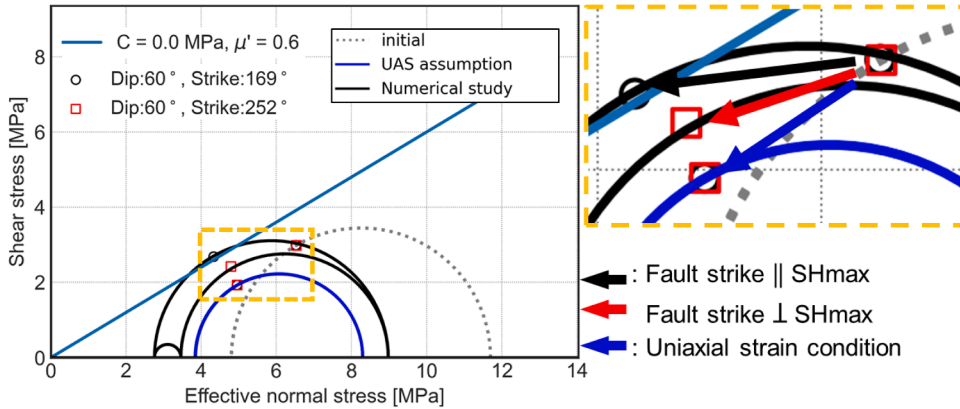 C = 0.0 MPa, μ' = 0.6
Dip:60°, Strike:169°
Dip:60°, Strike:252°
initial
UAS assumption
Numerical study
Shear stress [MPa]
8
6
4
2
0
0 2 4 6 8 10 12 14
Effective normal stress [MPa]
: Fault strike || SHmax
Fault strike ⊥ SHmax
: Uniaxial strain condition